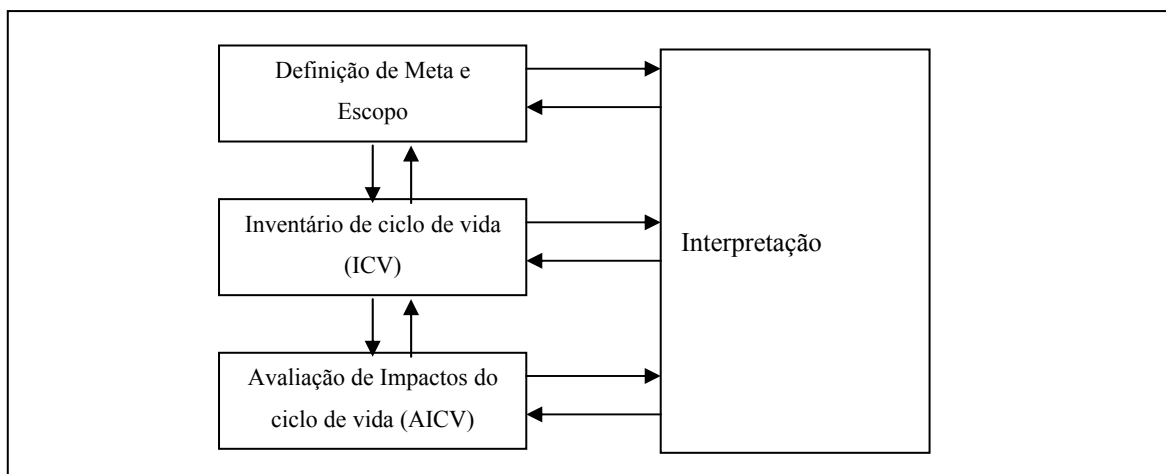 Definição de Meta e
Escopo
Inventário de ciclo de vida
(ICV)
Interpretação
Avaliação de Impactos do
ciclo de vida (AICV)